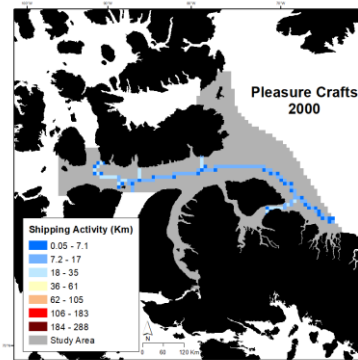 Pleasure Crafts
2000
Shipping Activity (Km)
0.05 - 7.1
7.2 - 17
18 - 35
36 - 61
62 - 105
106 - 183
184 - 288
Study Area
N
0
60
120 Km